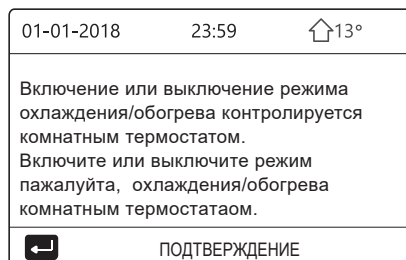 01-01-2018 23:59 13°
Включение или выключение режима
охлаждения/обогрева контролируется
комнатным термостатом.
Включите или выключите режим
пажалуйта, охлаждения/обогрева
комнатным термостатаом.
ПОДТВЕРЖДЕНИЕ